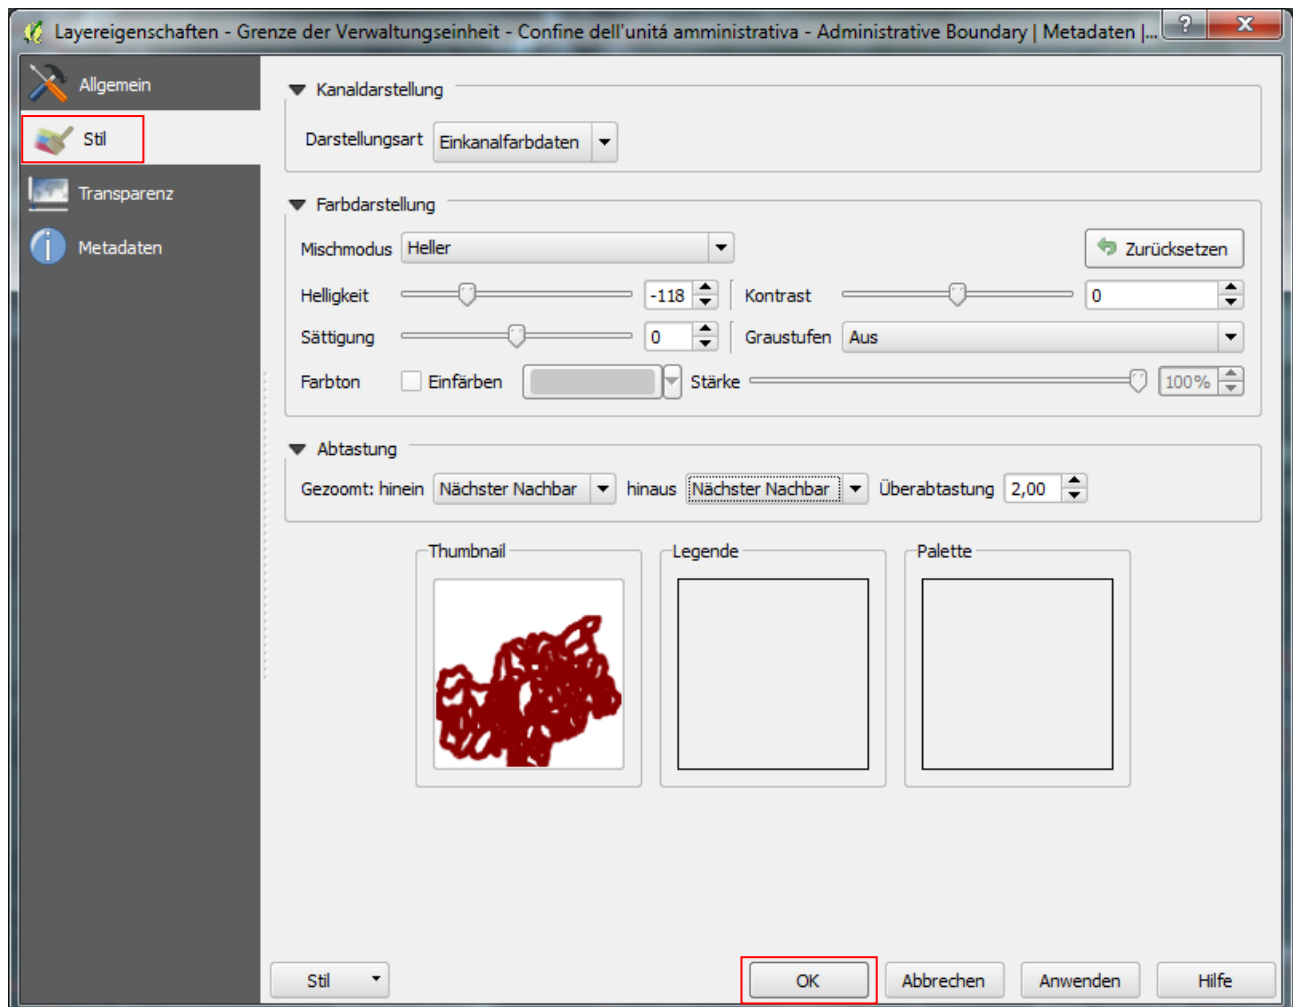 Layereigenschaften - Grenze der Verwaltungseinheit - Confine dell'unitá amministrativa - Administrative Boundary | Metadaten |... ?
Allgemein
Stil
Transparenz
Metadaten
Kanaldarstellung
Darstellungsart Einkanalfarbdaten
Farbdarstellung
Mischmodus Heller Zurücksetzen
Helligkeit -118 Kontrast 0
Sättigung 0 Graustufen Aus
Farbton Einfärben Stärke 100%
Abtastung
Gezoomt: hinein Nächster Nachbar hinaus Nächster Nachbar Überabtastung 2,00
Thumbnail Legende Palette
Stil OK Abbrechen Anwenden Hilfe